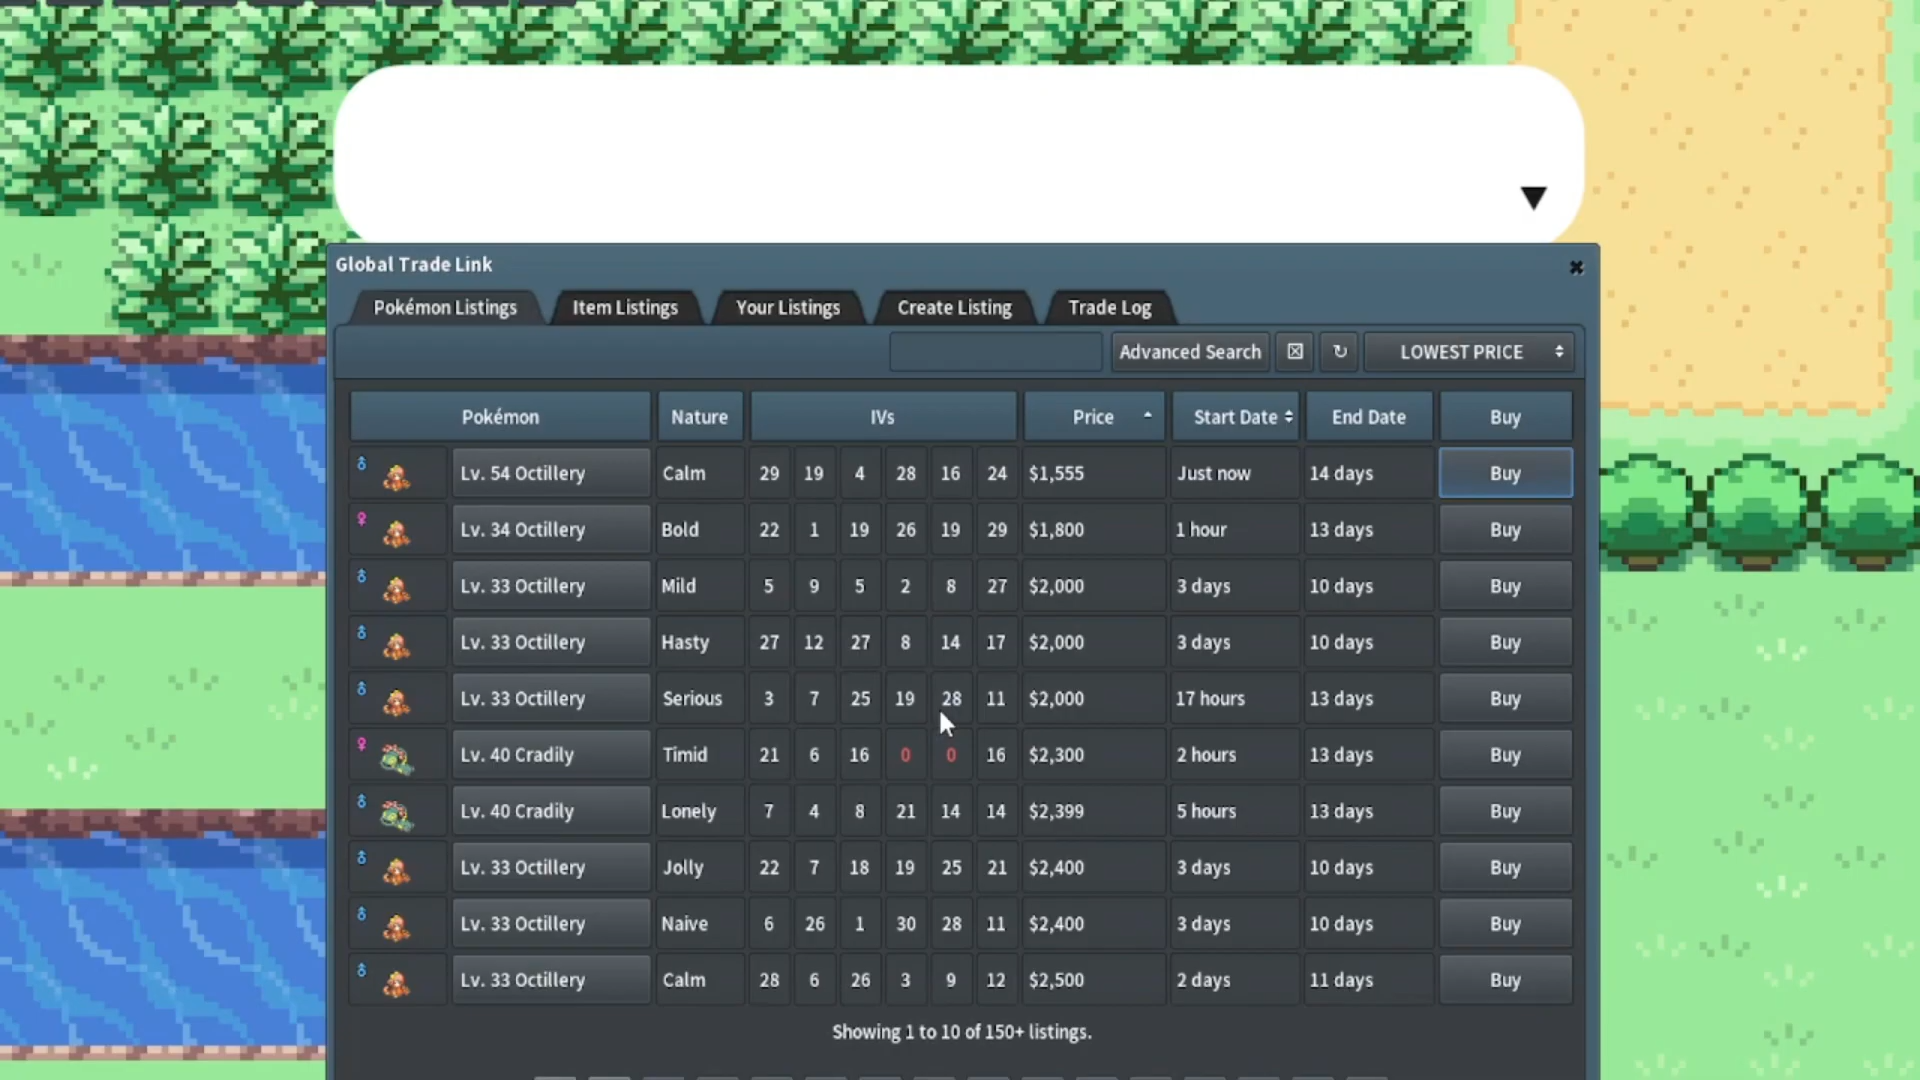 ▼
Global Trade Link
Pokémon Listings Item Listings Your Listings Create Listing Trade Log
Advanced Search LOWEST PRICE
Pokémon Nature IVs Price Start Date End Date Buy
Lv. 54 Octillery Calm 29 19 4 28 16 24 $1,555 Just now 14 days Buy
Lv. 34 Octillery Bold 22 1 19 26 19 29 $1,800 1 hour 13 days Buy
Lv. 33 Octillery Mild 5 9 5 2 8 27 $2,000 3 days 10 days Buy
Lv. 33 Octillery Hasty 27 12 27 8 14 17 $2,000 3 days 10 days Buy
Lv. 33 Octillery Serious 3 7 25 19 28 11 $2,000 17 hours 13 days Buy
Lv. 40 Cradily Timid 21 6 16 0 0 16 $2,300 2 hours 13 days Buy
Lv. 40 Cradily Lonely 7 4 8 21 14 14 $2,399 5 hours 13 days Buy
Lv. 33 Octillery Jolly 22 7 18 19 25 21 $2,400 3 days 10 days Buy
Lv. 33 Octillery Naive 6 26 1 30 28 11 $2,400 3 days 10 days Buy
Lv. 33 Octillery Calm 28 6 26 3 9 12 $2,500 2 days 11 days Buy
Showing 1 to 10 of 150+ listings.